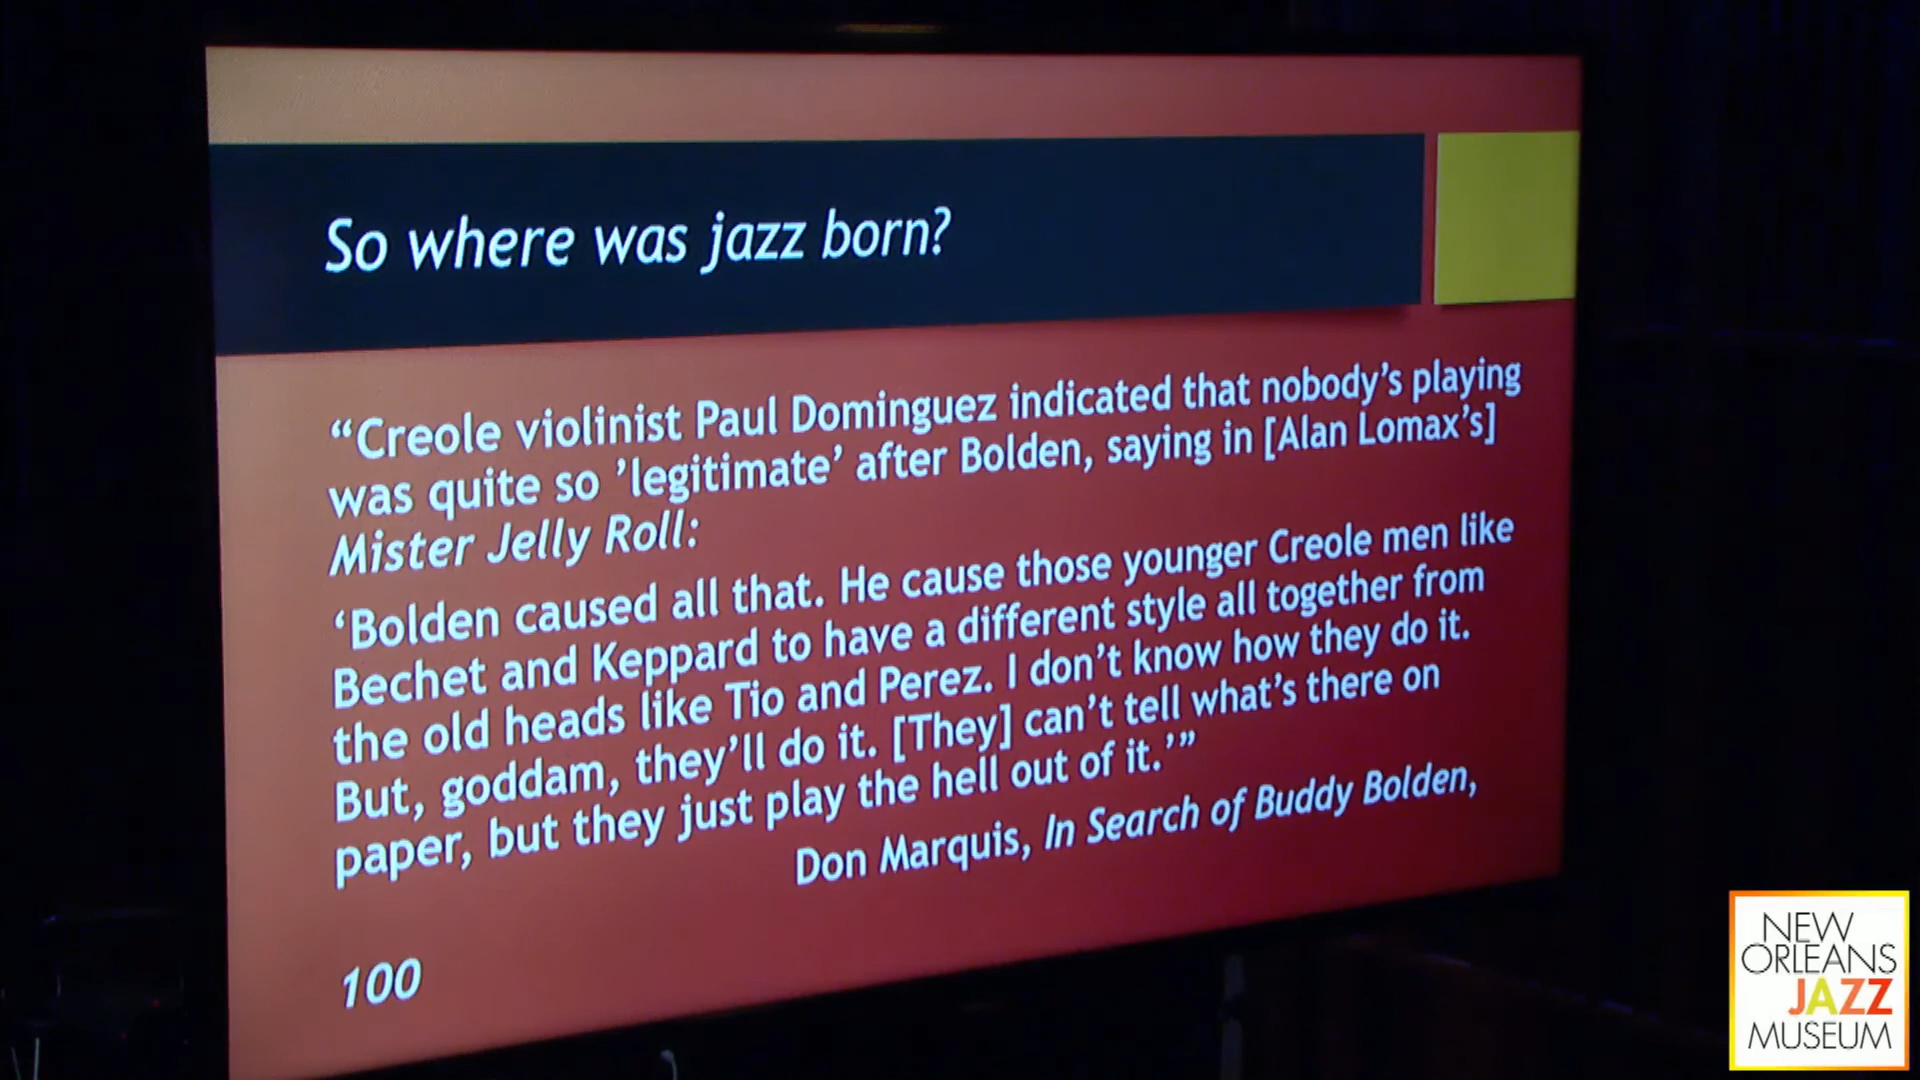 So where was jazz born?
“Creole violinist Paul Dominguez indicated that nobody’s playing
was quite so ’legitimate’ after Bolden, saying in [Alan Lomax’s]
Mister Jelly Roll:
‘Bolden caused all that. He cause those younger Creole men like
Bechet and Keppard to have a different style all together from
the old heads like Tio and Perez. I don’t know how they do it.
But, goddam, they’ll do it. [They] can’t tell what’s there on
paper, but they just play the hell out of it.’”
Don Marquis, In Search of Buddy Bolden,
100
NEW
ORLEANS
JAZZ
MUSEUM